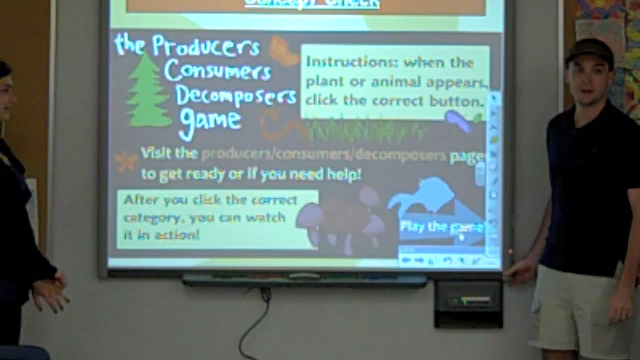 Concept Check
the Producers
Consumers
Decomposers
game
Instructions: when the
plant or animal appears,
click the correct button.
Visit the producers/consumers/decomposers page
to get ready or if you need help!
After you click the correct
category, you can watch
it in action!
Play the game!